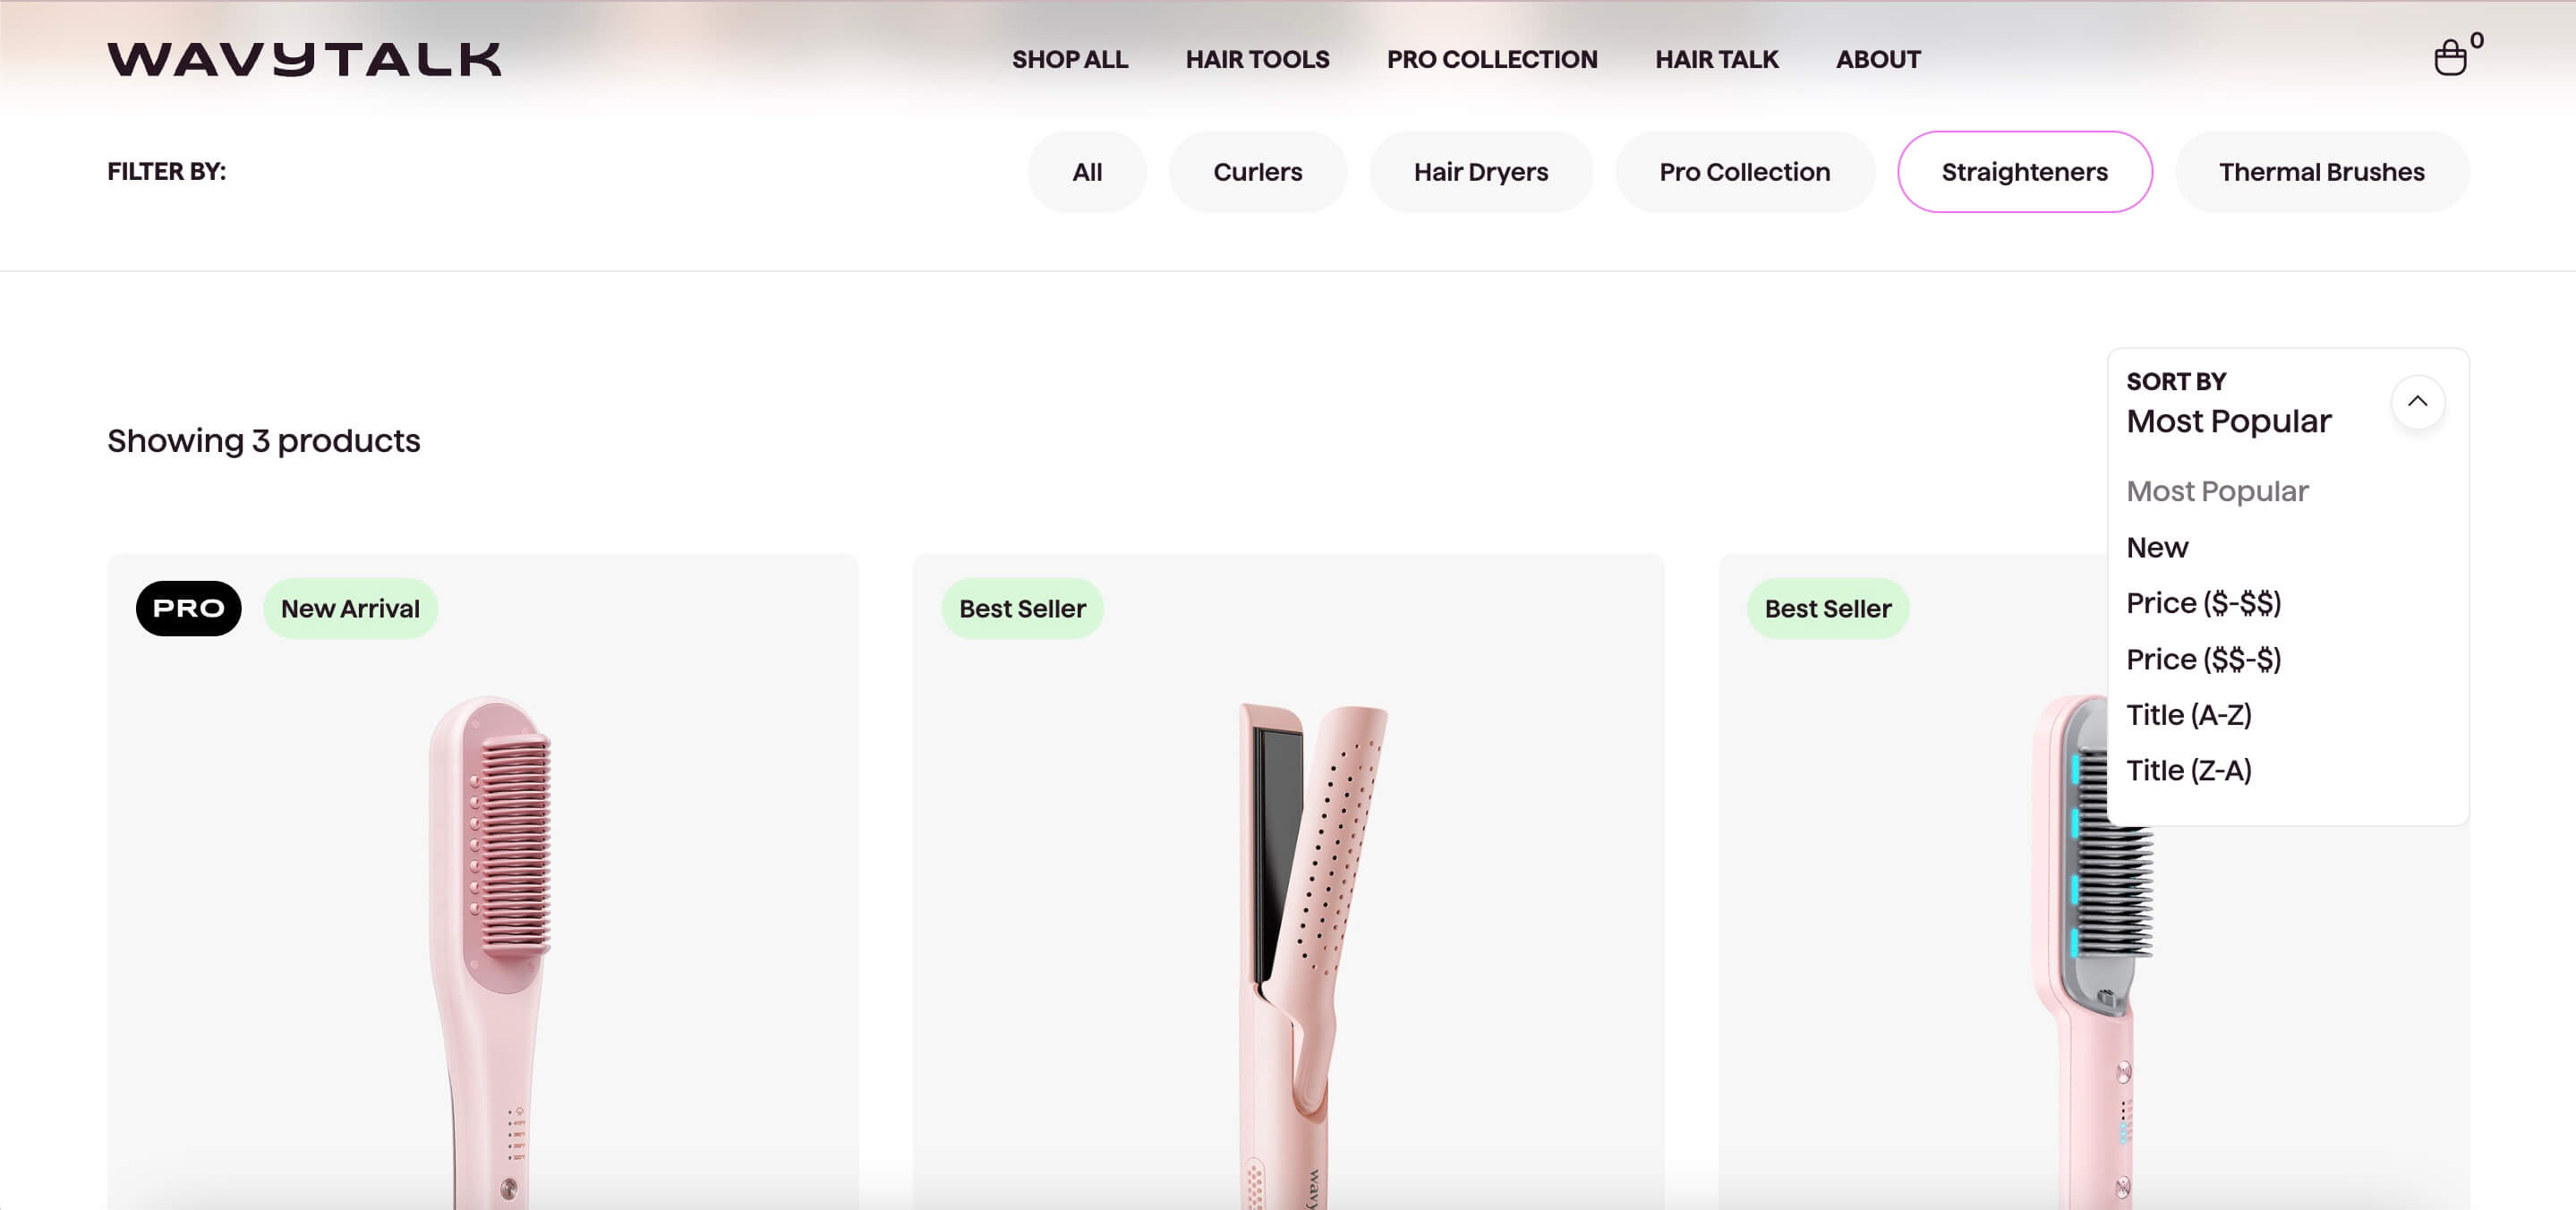 WAVYTALK
SHOP ALL
HAIR TOOLS
PRO COLLECTION
HAIR TALK
ABOUT
0
FILTER BY:
All
Curlers
Hair Dryers
Pro Collection
Straighteners
Thermal Brushes
Showing 3 products
SORT BY
Most Popular
Most Popular
New
Price ($-$$)
Price ($$-$)
Title (A-Z)
Title (Z-A)
PRO
New Arrival
Best Seller
Best Seller
wavy